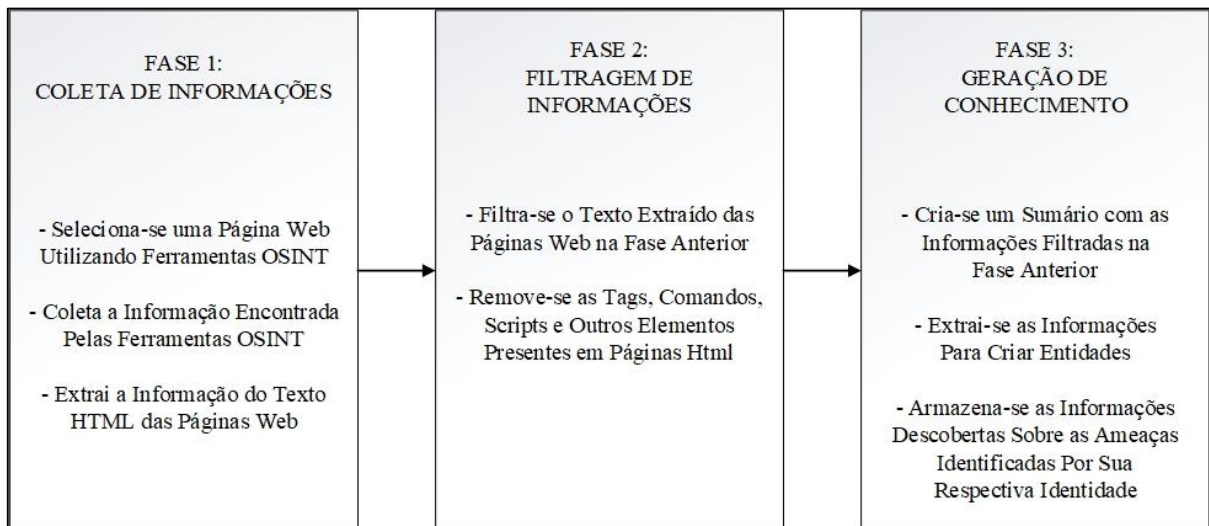 FASE 1:
COLETA DE INFORMAÇÕES
- Seleciona-se uma Página Web
Utilizando Ferramentas OSINT
- Coleta a Informação Encontrada
Pelas Ferramentas OSINT
- Extrai a Informação do Texto
HTML das Páginas Web
FASE 2:
FILTRAGEM DE
INFORMAÇÕES
- Filtra-se o Texto Extraído das
Páginas Web na Fase Anterior
- Remove-se as Tags, Comandos,
Scripts e Outros Elementos
Presentes em Páginas Html
FASE 3:
GERAÇÃO DE
CONHECIMENTO
- Cria-se um Sumário com as
Informações Filtradas na
Fase Anterior
- Extrai-se as Informações
Para Criar Entidades
- Armazena-se as Informações
Descobertas Sobre as Ameaças
Identificadas Por Sua
Respectiva Identidade